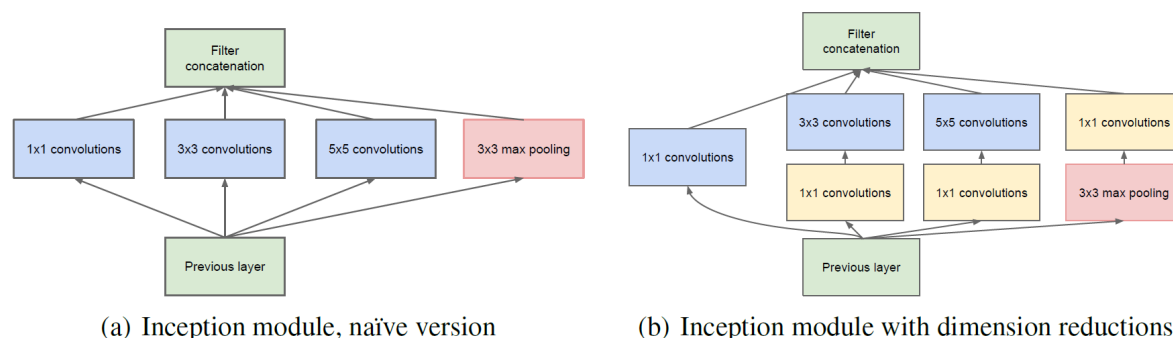 Filter
concatenation
1x1 convolutions
3x3 convolutions
5x5 convolutions
3x3 max pooling
Previous layer
(a) Inception module, naïve version
Filter
concatenation
3x3 convolutions
5x5 convolutions
1x1 convolutions
1x1 convolutions
1x1 convolutions
1x1 convolutions
3x3 max pooling
Previous layer
(b) Inception module with dimension reductions